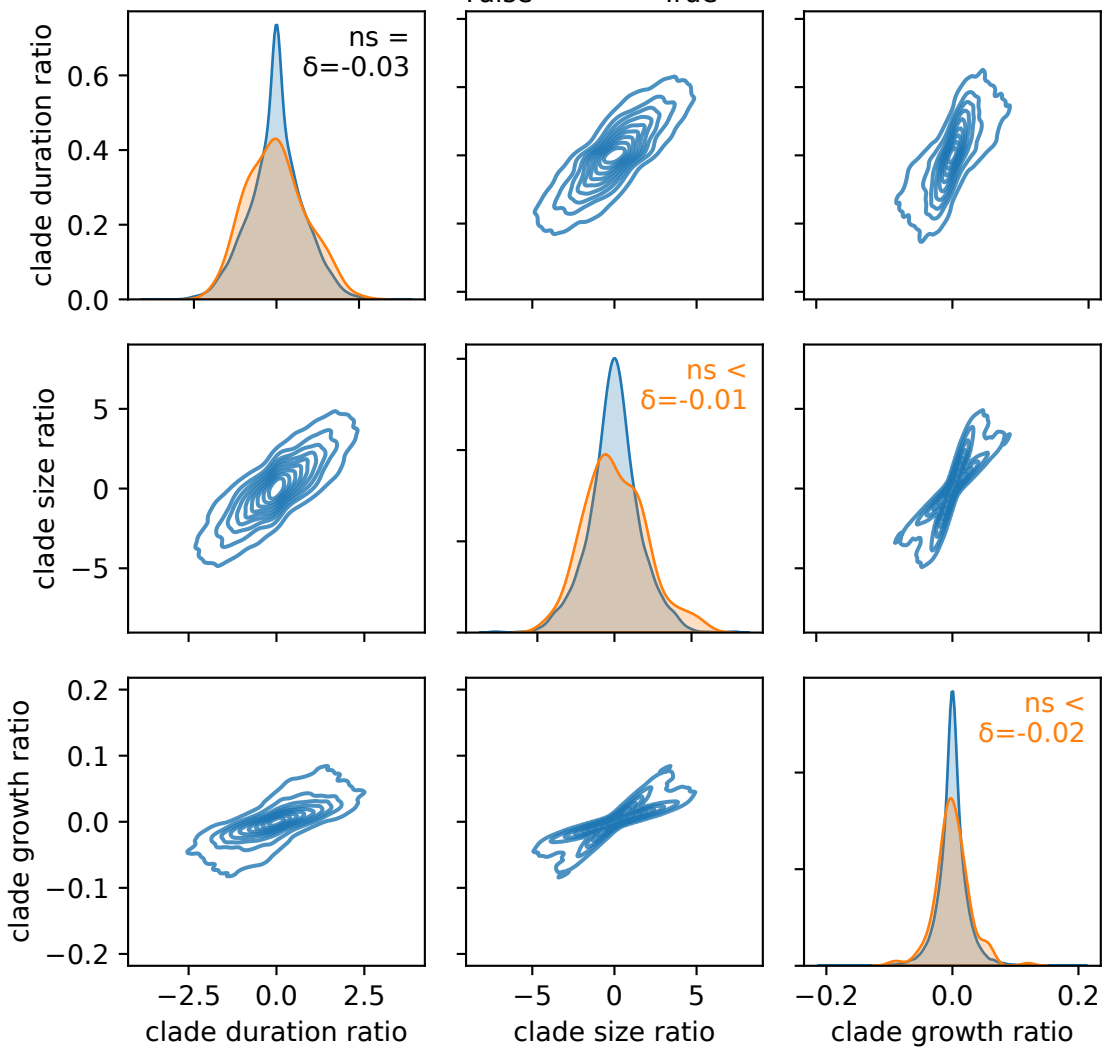 clade duration ratio
0.6
0.4
0.2
0.0
ns =
δ=-0.03
clade size ratio
5
0
−5
ns <
δ=-0.01
clade growth ratio
0.2
0.1
0.0
−0.1
−0.2
ns <
δ=-0.02
−2.5 0.0 2.5
−5 0 5
−0.2 0.0 0.2
clade duration ratio
clade size ratio
clade growth ratio